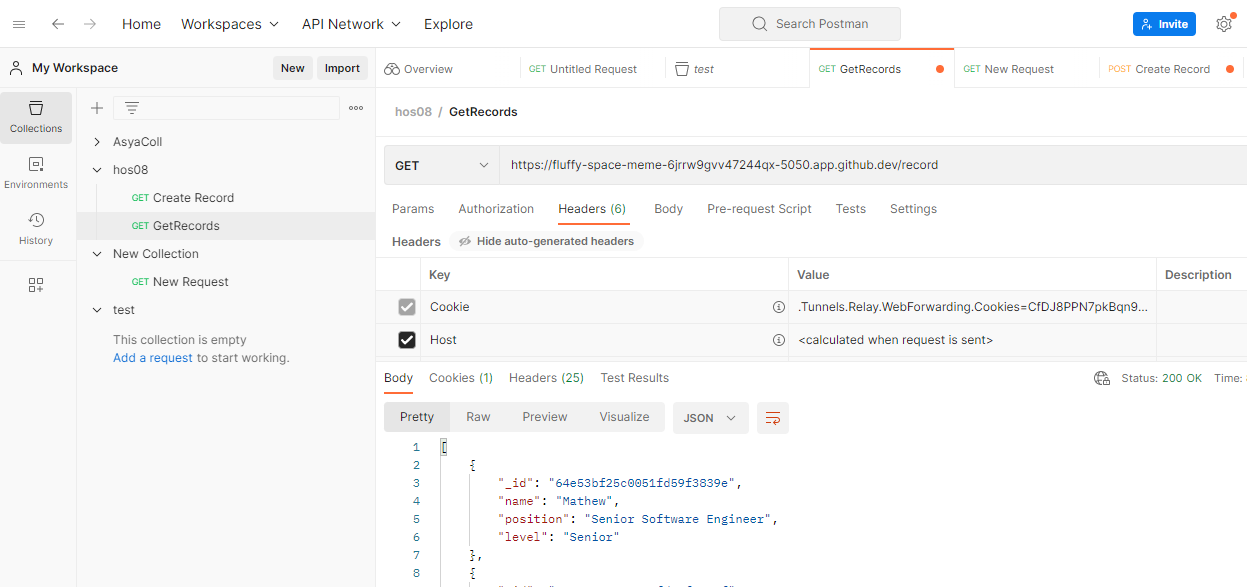 Home Workspaces API Network Explore Search Postman Invite
My Workspace New Import
Overview GET Untitled Request test GET GetRecords GET New Request POST Create Record
Collections
Environments
History
AsyaColl
hos08
GET Create Record
GET GetRecords
New Collection
GET New Request
test
This collection is empty
Add a request to start working.
hos08 / GetRecords
GET https://fluffy-space-meme-6jrrw9gvv47244qx-5050.app.github.dev/record
Params Authorization Headers (6) Body Pre-request Script Tests Settings
Headers Hide auto-generated headers
Key Value Description
Cookie .Tunnels.Relay.WebForwarding.Cookies=CfDJ8PPN7pkBqn9...
Host <calculated when request is sent>
Body Cookies (1) Headers (25) Test Results Status: 200 OK Time:
Pretty Raw Preview Visualize JSON
1 [
2 {
3 "_id": "64e53bf25c0051fd59f3839e",
4 "name": "Mathew",
5 "position": "Senior Software Engineer",
6 "level": "Senior"
7 },
8 {